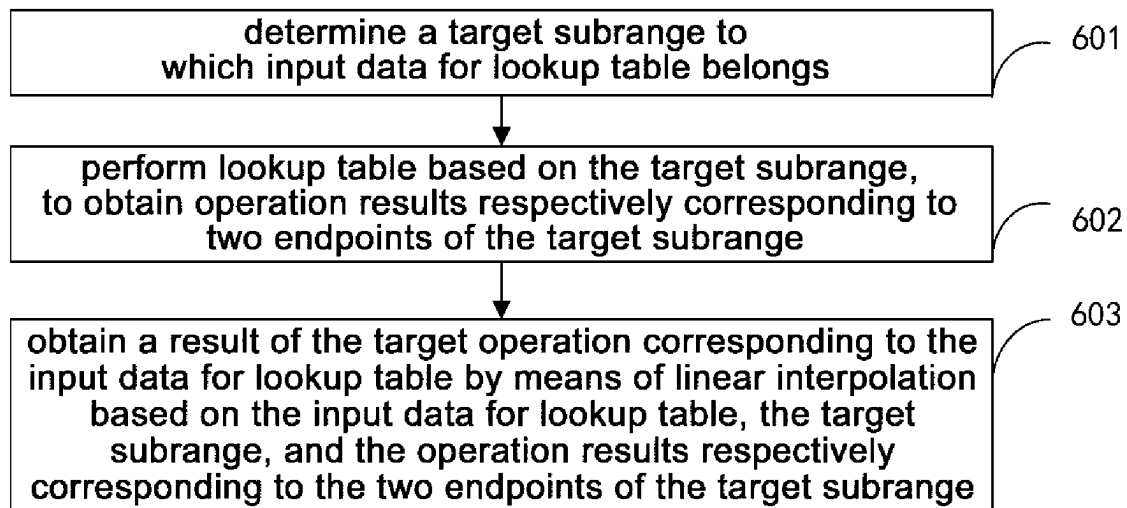 determine a target subrange to
which input data for lookup table belongs
601
perform lookup table based on the target subrange,
to obtain operation results respectively corresponding to
two endpoints of the target subrange
602
603
obtain a result of the target operation corresponding to the
input data for lookup table by means of linear interpolation
based on the input data for lookup table, the target
subrange, and the operation results respectively
corresponding to the two endpoints of the target subrange